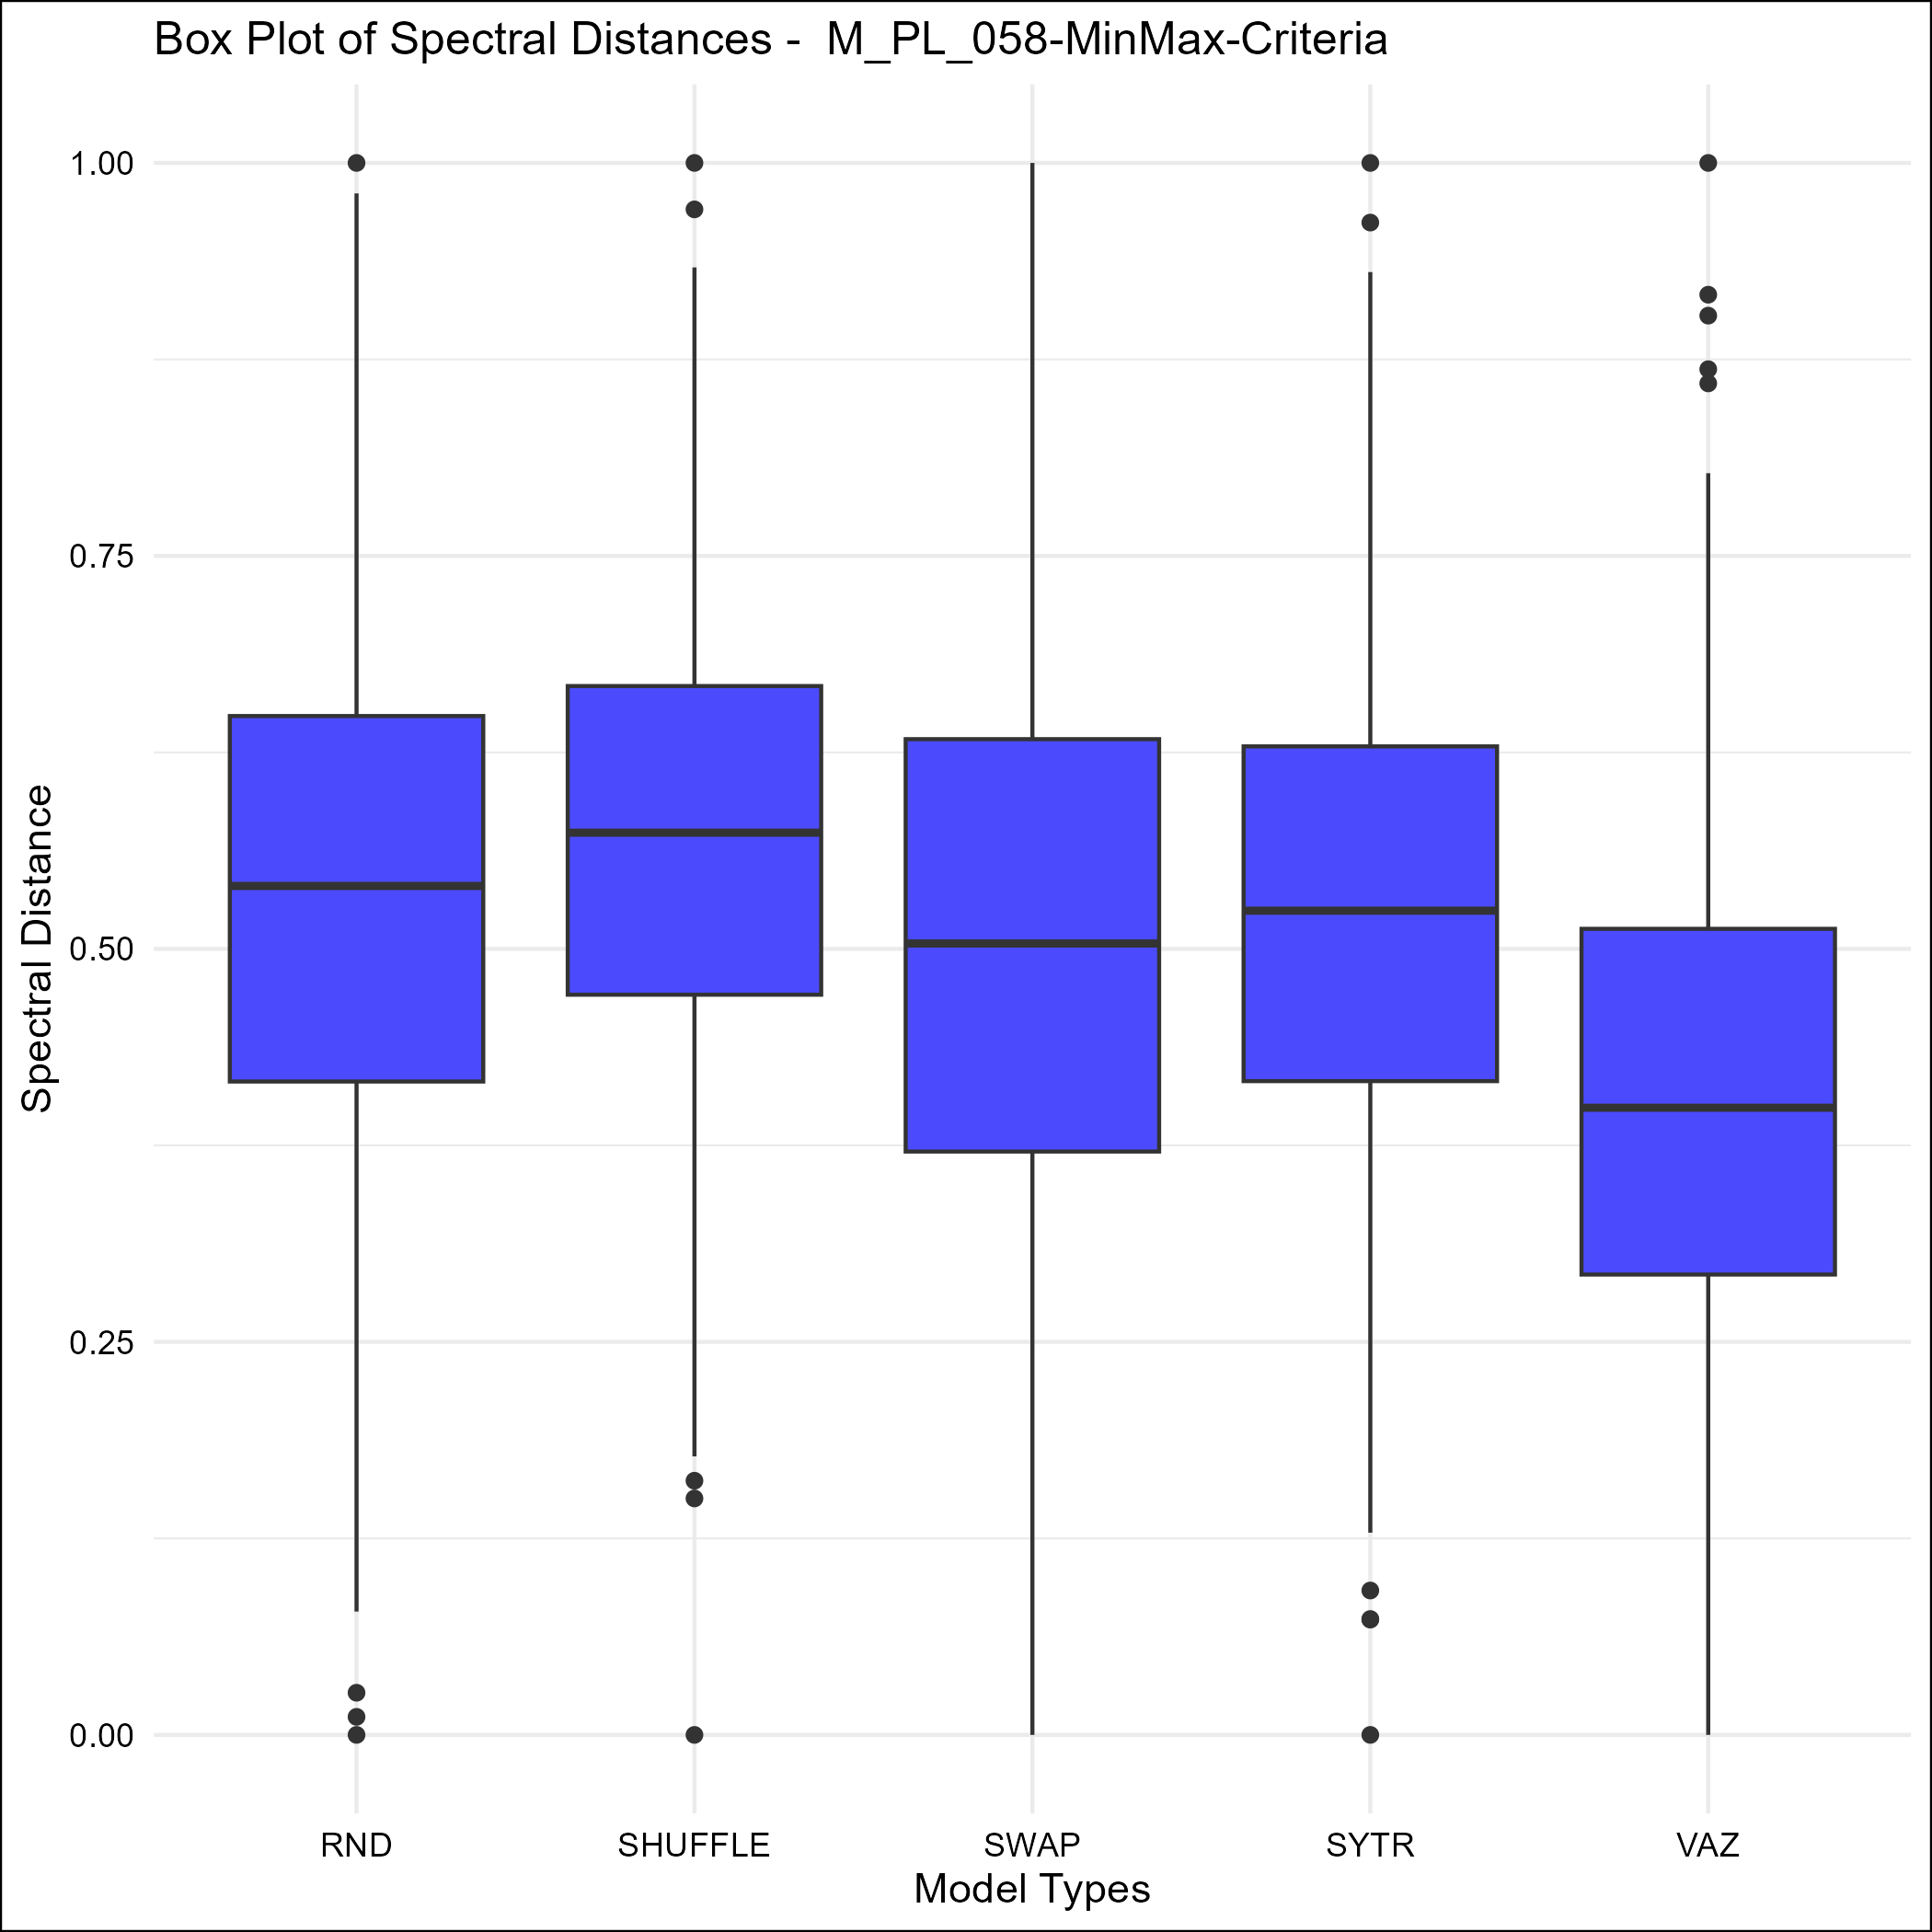 Box Plot of Spectral Distances -  M_PL_058-MinMax-Criteria
Spectral Distance
1.00
0.75
0.50
0.25
0.00
RND SHUFFLE SWAP SYTR VAZ
Model Types